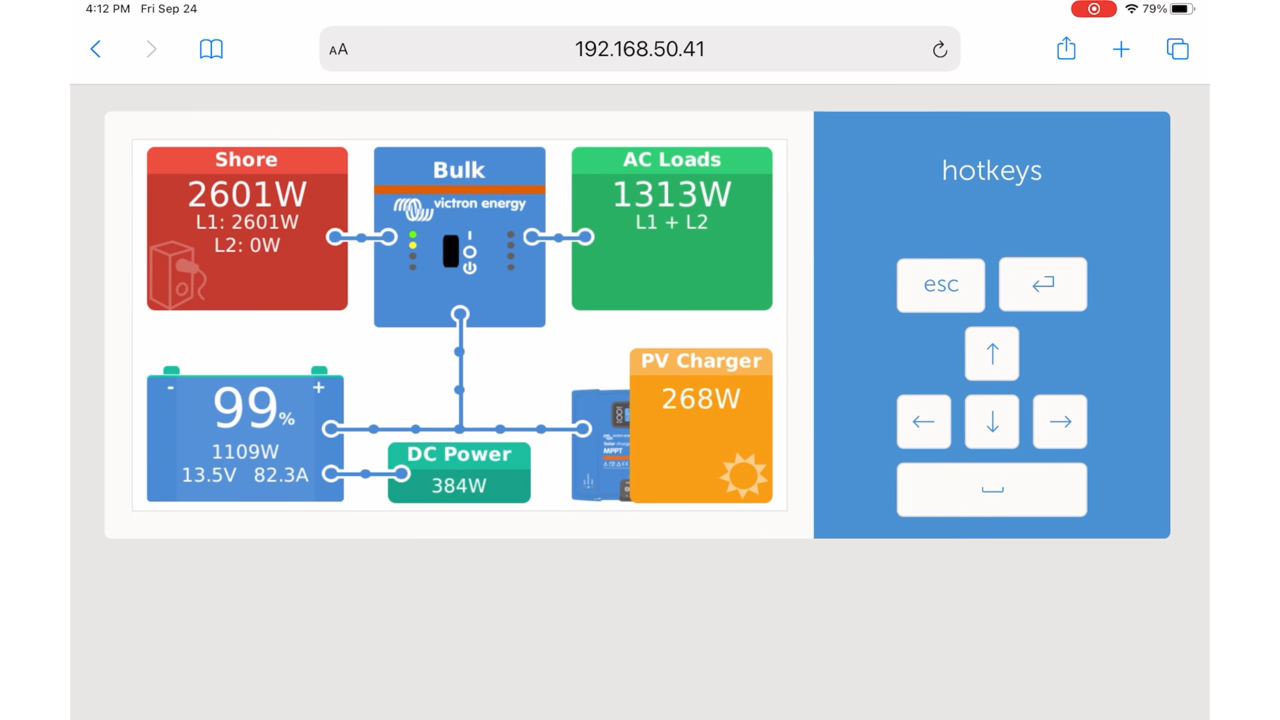 4:12 PM Fri Sep 24
79%
AA 192.168.50.41
Shore
2601W
L1: 2601W
L2: 0W
Bulk
victron energy
AC Loads
1313W
L1 + L2
99%
- +
1109W
13.5V 82.3A
DC Power
384W
PV Charger
268W
MPPT
hotkeys
esc